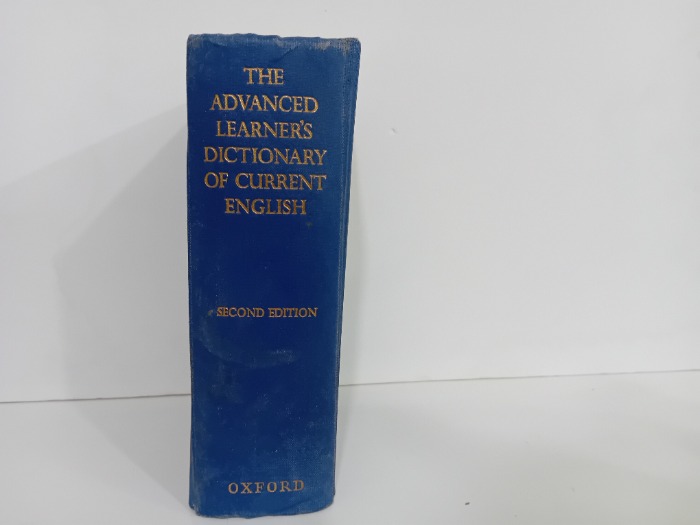 THE
ADVANCED
LEARNER'S
DICTIONARY
OF CURRENT
ENGLISH
SECOND EDITION
OXFORD